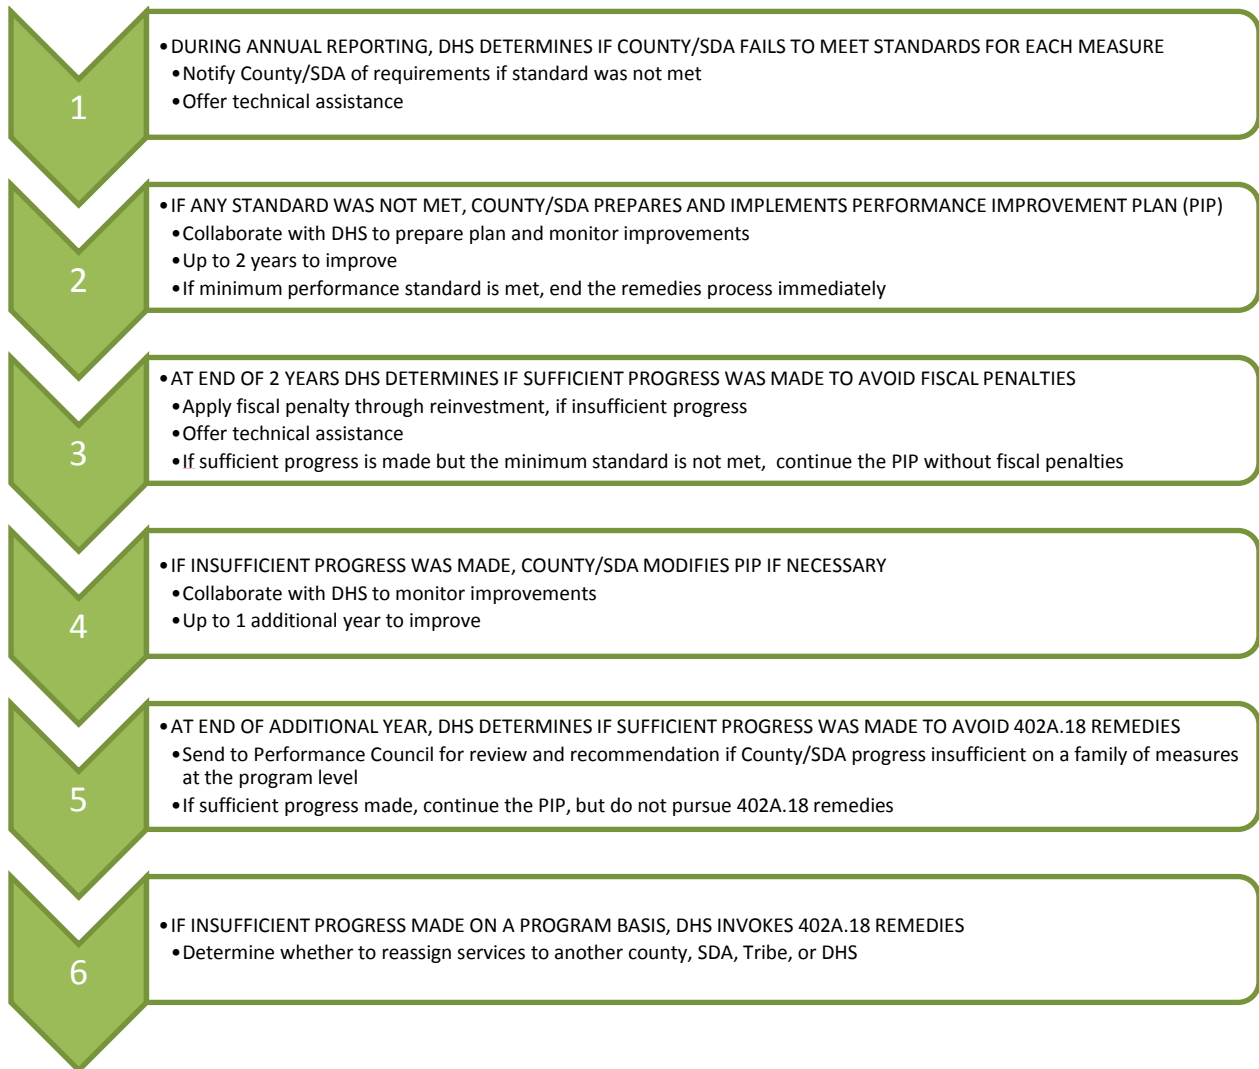 1
•DURING ANNUAL REPORTING, DHS DETERMINES IF COUNTY/SDA FAILS TO MEET STANDARDS FOR EACH MEASURE
•Notify County/SDA of requirements if standard was not met
•Offer technical assistance
2
•IF ANY STANDARD WAS NOT MET, COUNTY/SDA PREPARES AND IMPLEMENTS PERFORMANCE IMPROVEMENT PLAN (PIP)
•Collaborate with DHS to prepare plan and monitor improvements
•Up to 2 years to improve
•If minimum performance standard is met, end the remedies process immediately
3
•AT END OF 2 YEARS DHS DETERMINES IF SUFFICIENT PROGRESS WAS MADE TO AVOID FISCAL PENALTIES
•Apply fiscal penalty through reinvestment, if insufficient progress
•Offer technical assistance
•If sufficient progress is made but the minimum standard is not met, continue the PIP without fiscal penalties
4
•IF INSUFFICIENT PROGRESS WAS MADE, COUNTY/SDA MODIFIES PIP IF NECESSARY
•Collaborate with DHS to monitor improvements
•Up to 1 additional year to improve
5
•AT END OF ADDITIONAL YEAR, DHS DETERMINES IF SUFFICIENT PROGRESS WAS MADE TO AVOID 402A.18 REMEDIES
•Send to Performance Council for review and recommendation if County/SDA progress insufficient on a family of measures
at the program level
•If sufficient progress made, continue the PIP, but do not pursue 402A.18 remedies
6
•IF INSUFFICIENT PROGRESS MADE ON A PROGRAM BASIS, DHS INVOKES 402A.18 REMEDIES
•Determine whether to reassign services to another county, SDA, Tribe, or DHS